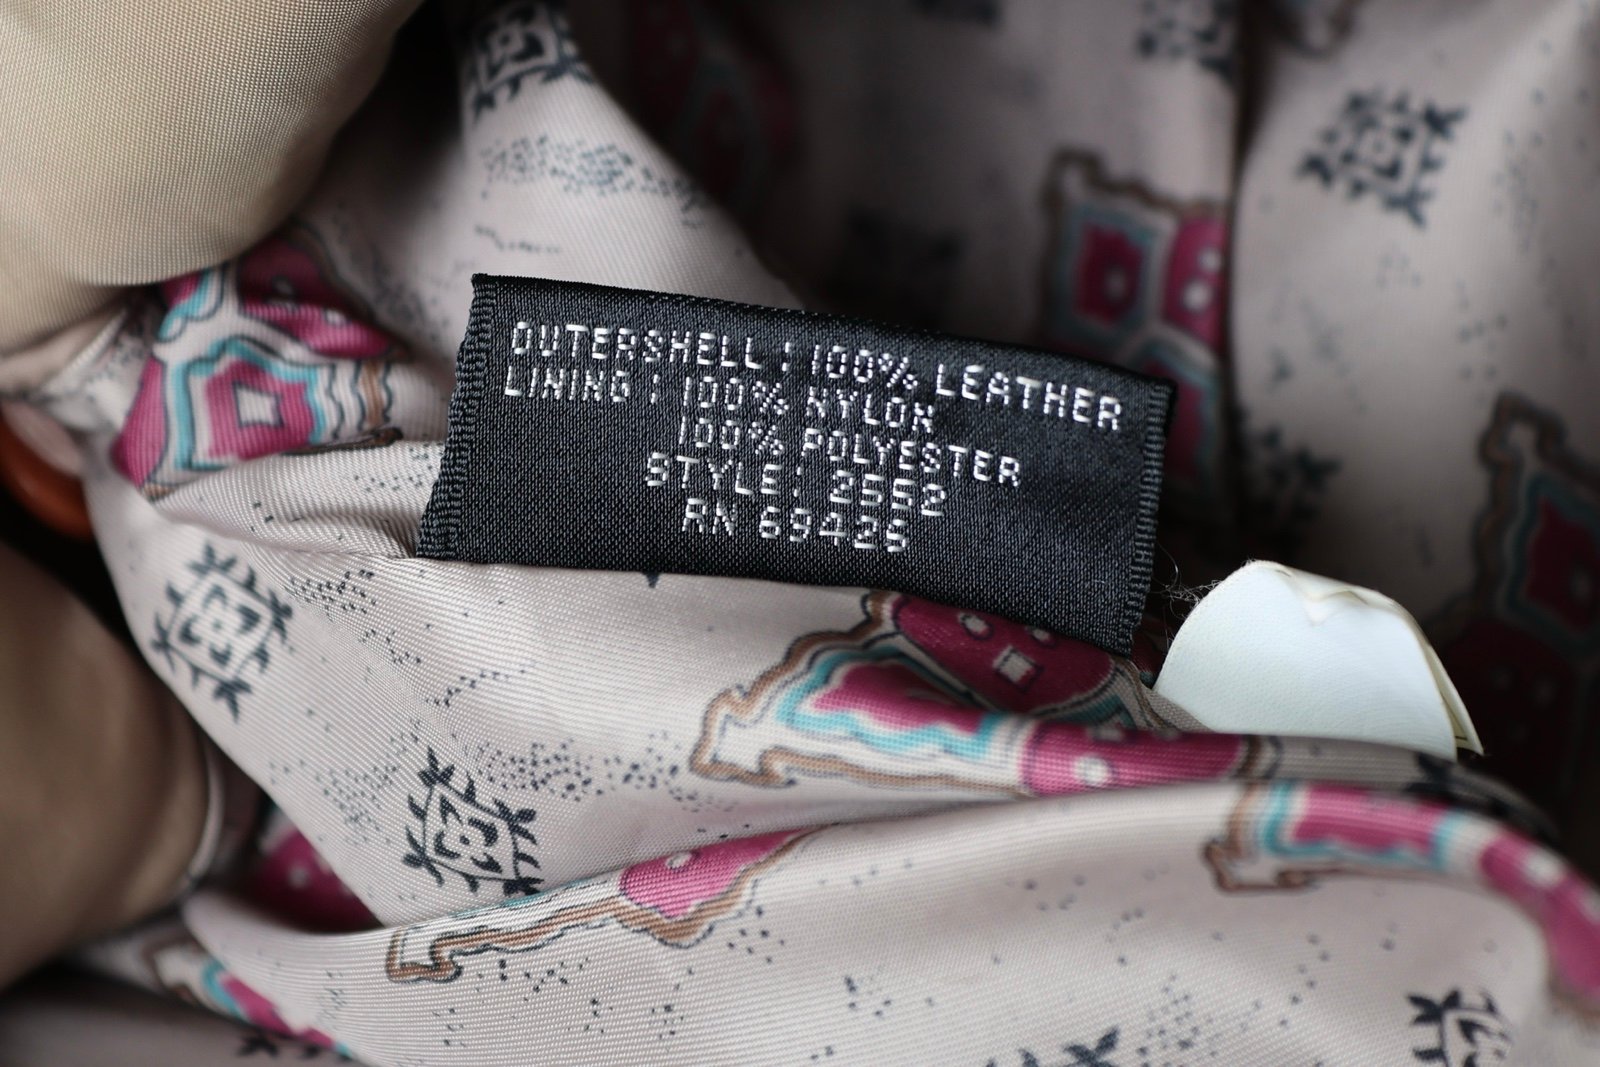 OUTERSHELL : 100% LEATHER
LINING : 100% NYLON
100% POLYESTER
STYLE: 2552
RN 69425